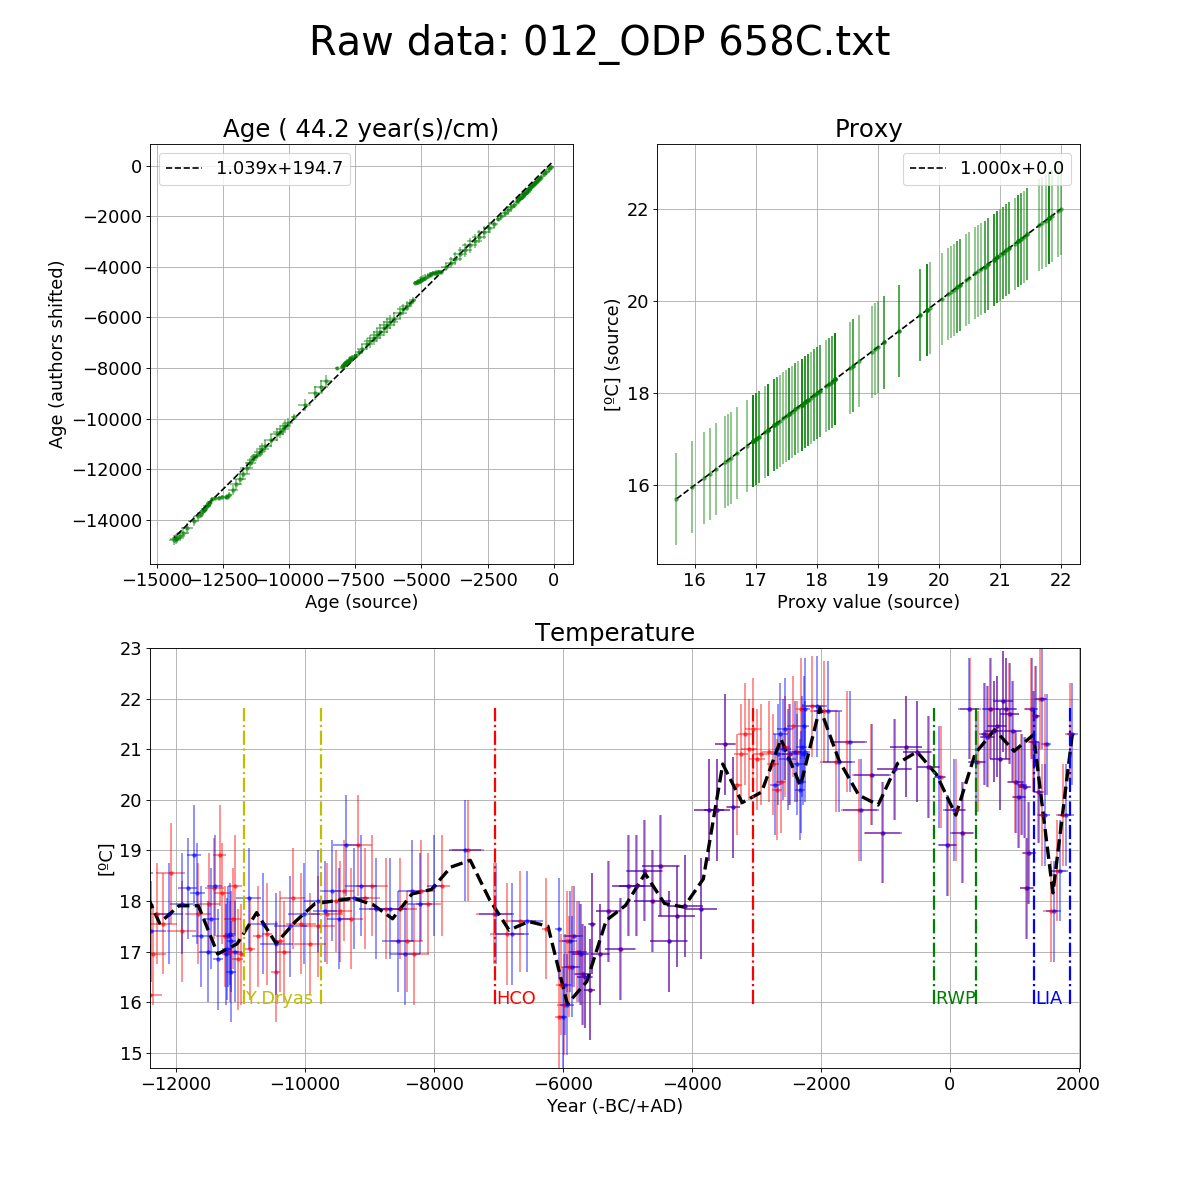 Raw data: 012_ODP 658C.txt
Age ( 44.2 year(s)/cm)
Proxy
1.039x+194.7
1.000x+0.0
0
−2000
−4000
−6000
−8000
−10000
−12000
−14000
Age (authors shifted)
−15000 −12500 −10000 −7500 −5000 −2500 0
Age (source)
22
20
18
16
[ºC] (source)
16 17 18 19 20 21 22
Proxy value (source)
Temperature
23
22
21
20
19
18
17
16
15
[ºC]
Y.Dryas HCO RWP LIA
−12000 −10000 −8000 −6000 −4000 −2000 0 2000
Year (-BC/+AD)